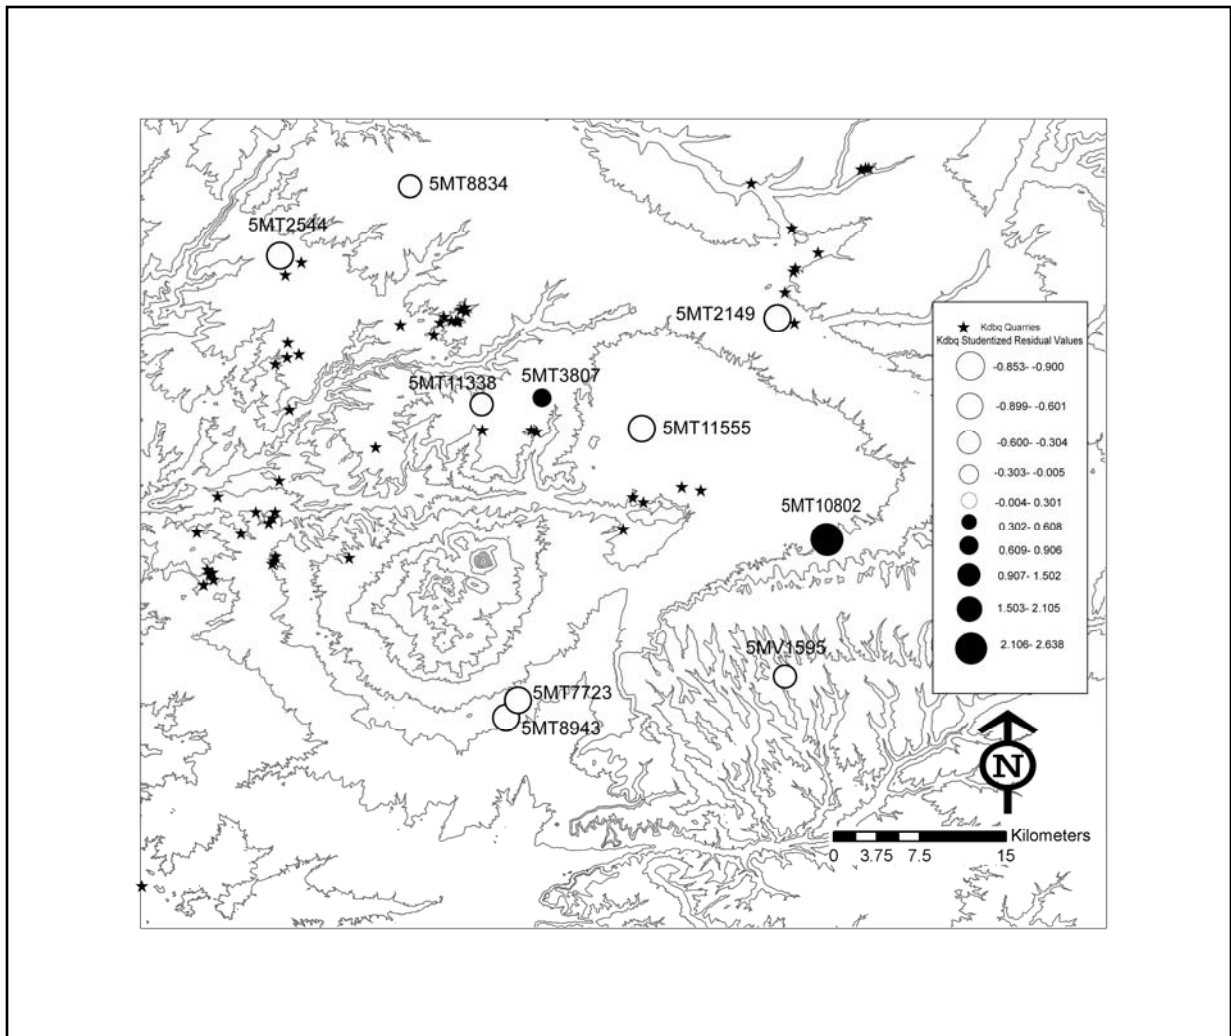 5MT8834
5MT2544
5MT2149
5MT11338
5MT3807
5MT11555
5MT10802
5MV1595
5MT7723
5MT8943
Kdbq Quarries
Kdbq Studentized Residual Values
-0.853- -0.900
-0.899- -0.601
-0.600- -0.304
-0.303- -0.005
-0.004- 0.301
0.302- 0.608
0.609- 0.906
0.907- 1.502
1.503- 2.105
2.106- 2.638
N
Kilometers
0 3.75 7.5 15